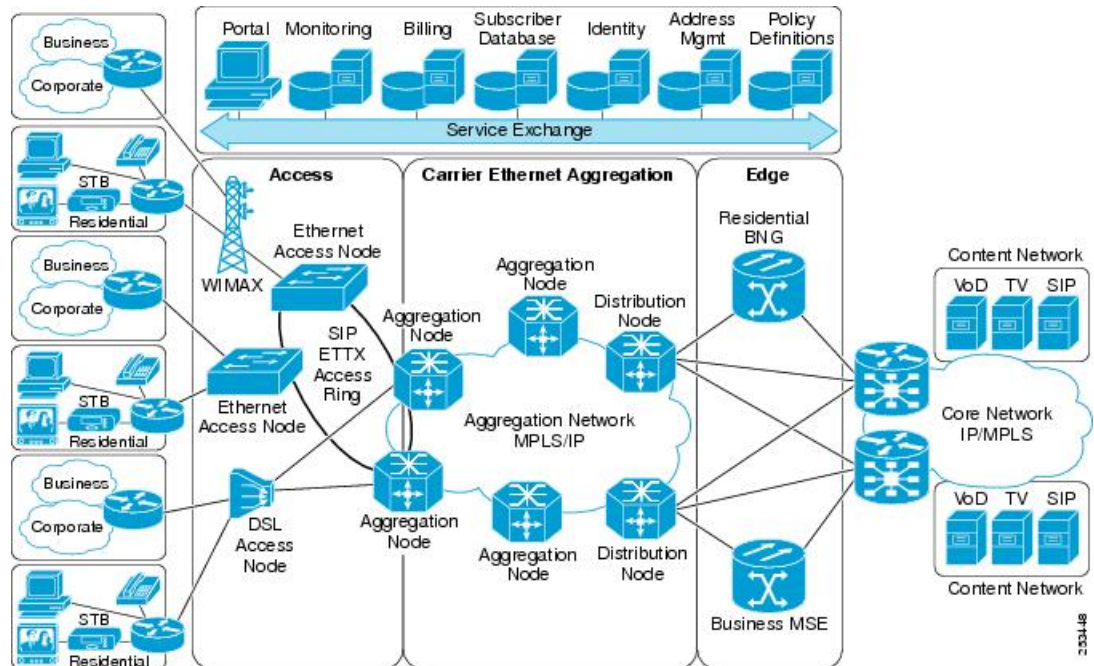 Business
Corporate
STB
Residential
Business
Corporate
STB
Residential
Business
Corporate
STB
Residential
Portal
Monitoring
Billing
Subscriber
Database
Identity
Address
Mgmt
Policy
Definitions
Service Exchange
Access
WIMAX
Ethernet
Access Node
SIP
ETTX
Access
Ring
Ethernet
Access Node
DSL
Access
Node
Carrier Ethernet Aggregation
Aggregation
Node
Aggregation
Node
Distribution
Node
Aggregation Network
MPLS/IP
Aggregation
Node
Aggregation
Node
Distribution
Node
Edge
Residential
BNG
Business MSE
Content Network
VoD
TV
SIP
Core Network
IP/MPLS
VoD
TV
SIP
Content Network
253448